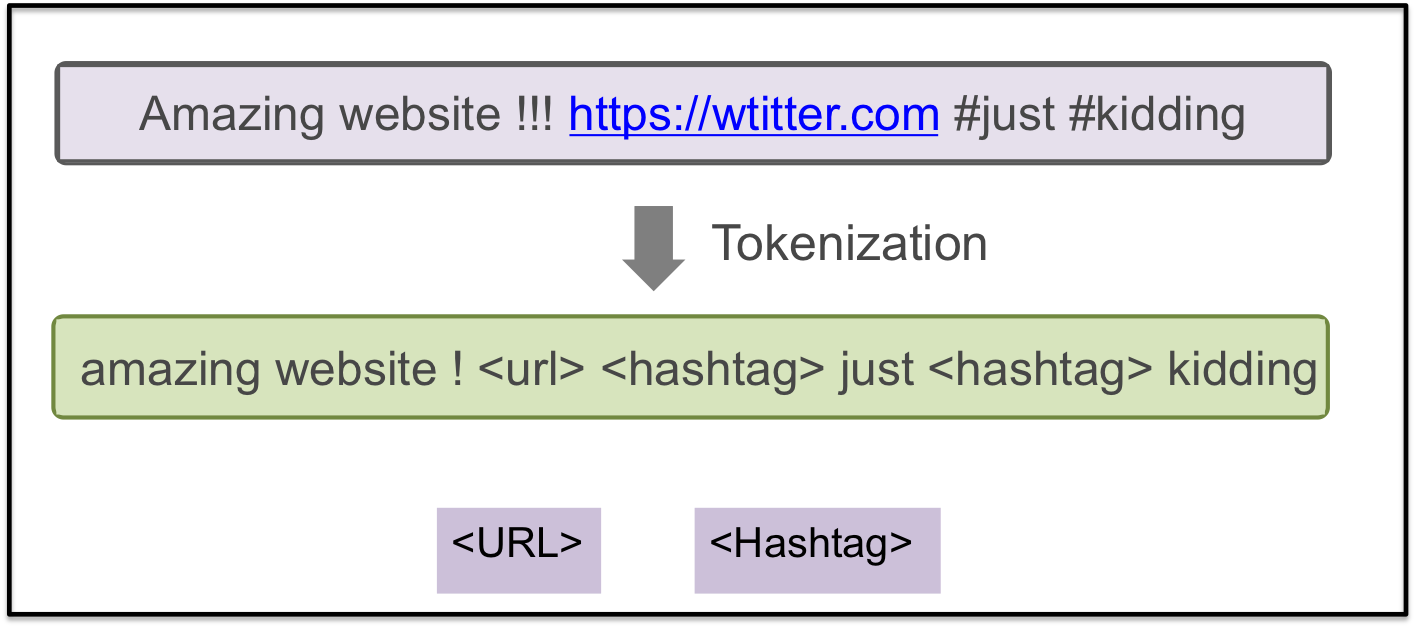 Amazing website !!! https://wtitter.com #just #kidding
Tokenization
amazing website ! <url> <hashtag> just <hashtag> kidding
<URL> <Hashtag>